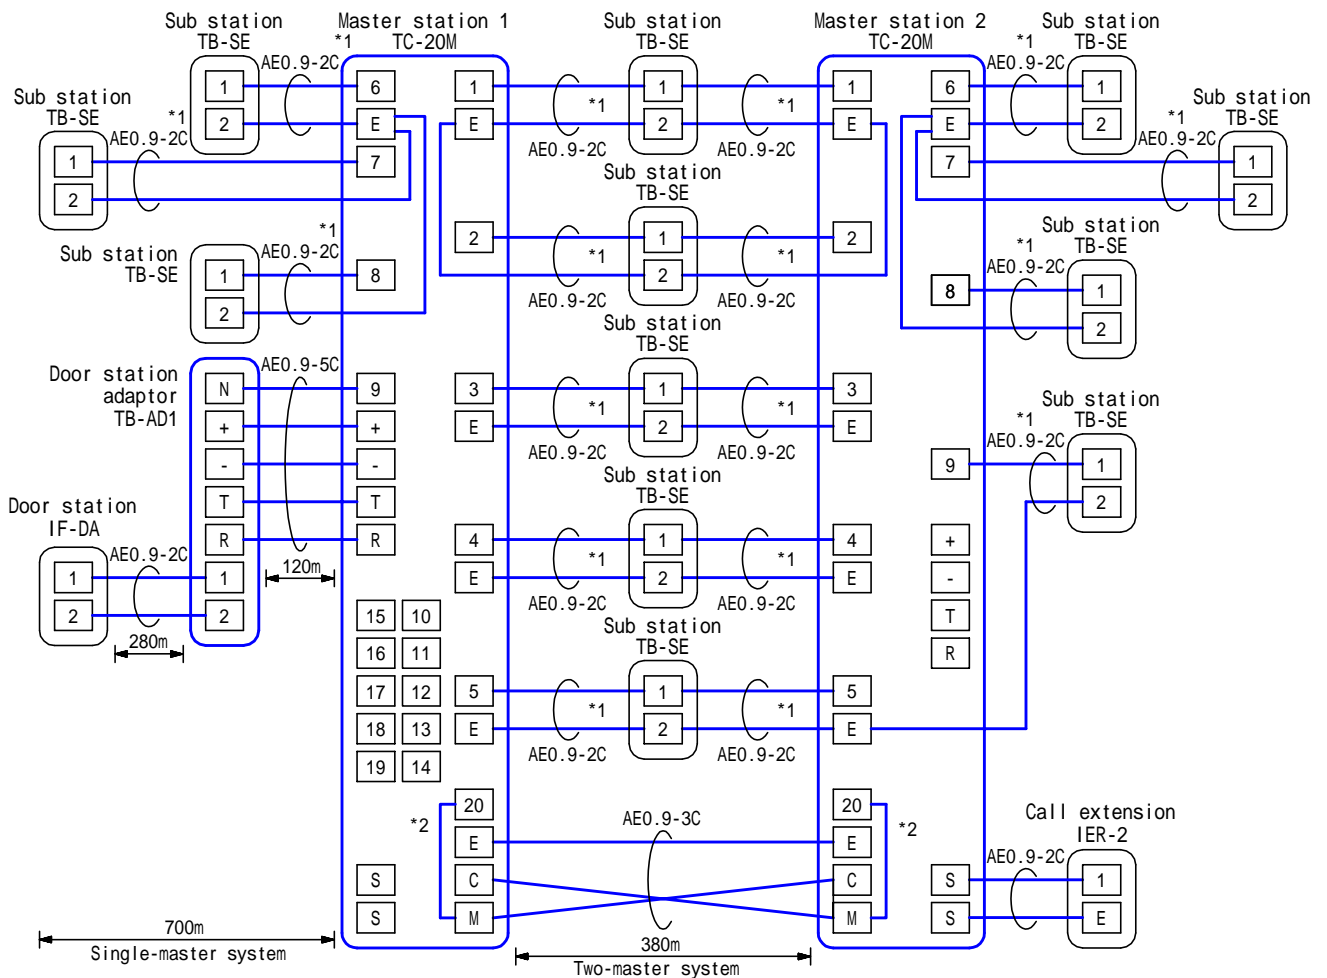 Sub station
TB-SE
Master station 1
*1
TC-20M
Sub station
TB-SE
Master station 2
TC-20M
Sub station
*1
TB-SE
AE0.9-2C
AE0.9-2C
Sub station
TB-SE
*1
AE0.9-2C
Sub station
*1
TB-SE
AE0.9-2C
1
6
1
1
1
6
1
*1
*1
2
E
E
2
E
E
2
AE0.9-2C
AE0.9-2C
1
7
7
1
2
2
Sub station
TB-SE
*1
Sub station
AE0.9-2C
TB-SE
Sub station
*1
TB-SE
AE0.9-2C
2
1
2
1
8
*1
2
*1
8
1
2
AE0.9-2C
AE0.9-2C
2
Sub station
TB-SE
Door station
adaptor
TB-AD1
AE0.9-5C
N
9
3
1
3
*1
*1
+
+
E
2
E
AE0.9-2C
AE0.9-2C
Sub station
*1
TB-SE
AE0.9-2C
-
-
9
1
T
T
2
Sub station
TB-SE
Door station
IF-DA
AE0.9-2C
R
R
4
1
4
+
*1
*1
1
1
120m
E
2
E
-
AE0.9-2C
AE0.9-2C
2
2
280m
15
10
T
16
11
R
Sub station
TB-SE
17
12
5
1
5
*1
*1
18
13
E
2
E
AE0.9-2C
AE0.9-2C
19
14
20
20
*2
AE0.9-3C
*2
E
E
Call extension
IER-2
AE0.9-2C
S
C
C
S
1
S
M
M
S
E
700m
Single-master system
380m
Two-master system